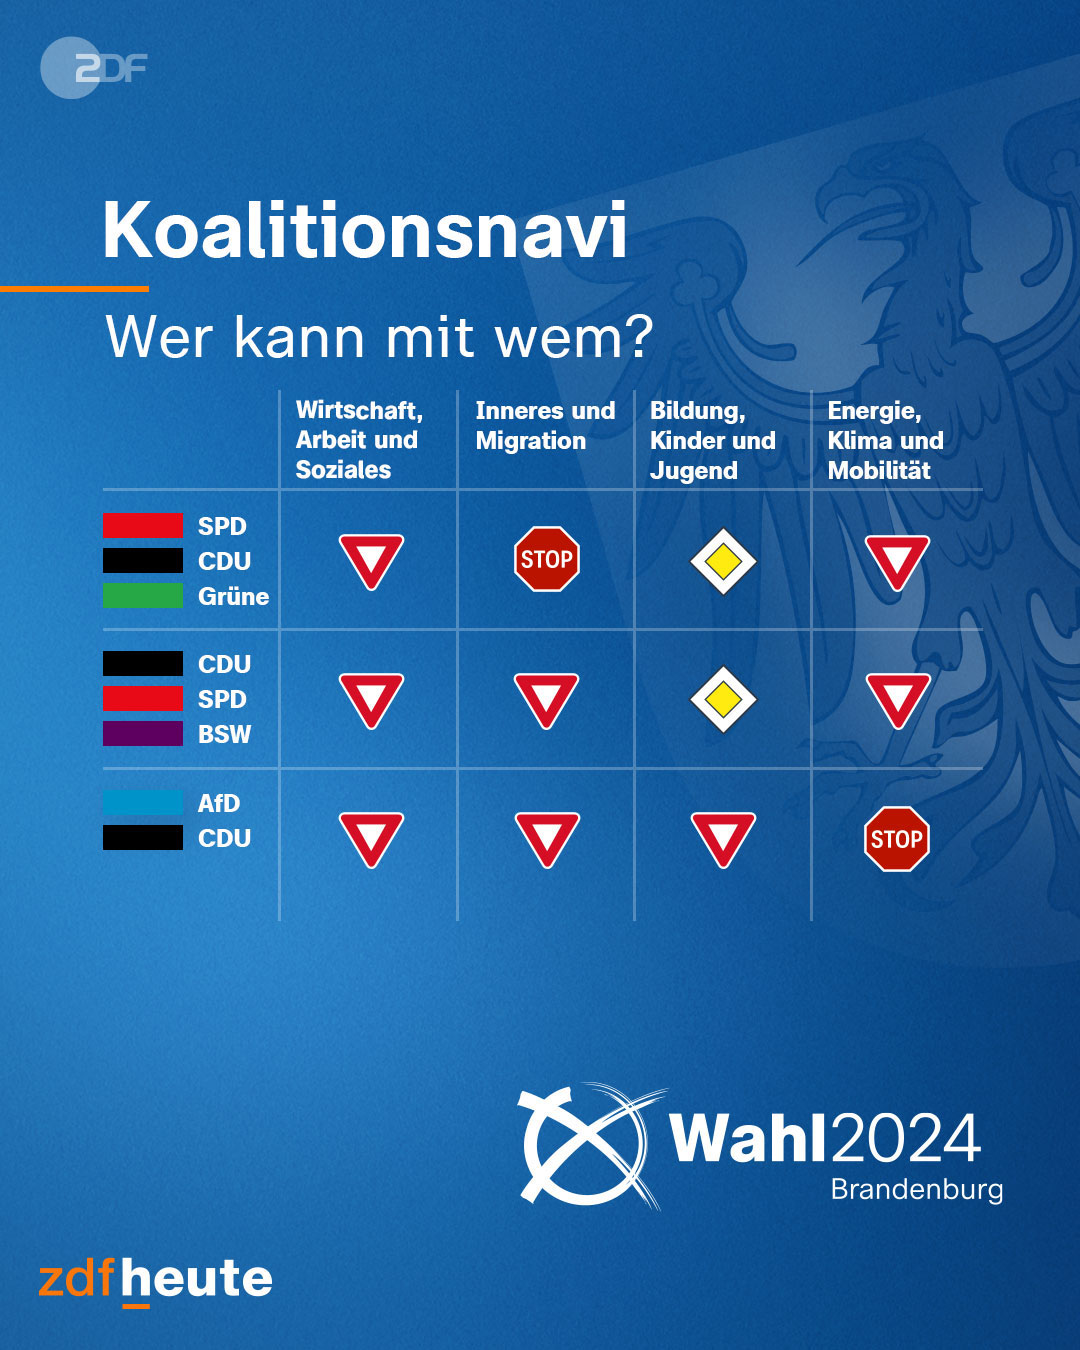 ZDF
Koalitionsnavi
Wer kann mit wem?
Wirtschaft,
Arbeit und
Soziales
Inneres und
Migration
Bildung,
Kinder und
Jugend
Energie,
Klima und
Mobilität
SPD
CDU
Grüne
STOP
CDU
SPD
BSW
AfD
CDU
STOP
Wahl2024
Brandenburg
zdfheute